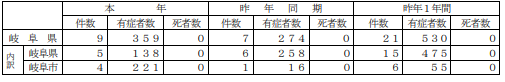 本 年 昨 年 同 期 昨年1年間
件数 有症者数 死者数 件数 有症者数 死者数 件数 有症者数 死者数
岐 阜 県 9 359 0 7 274 0 21 530 0
内訳 岐阜県 5 138 0 6 258 0 15 475 0
岐阜市 4 221 0 1 16 0 6 55 0